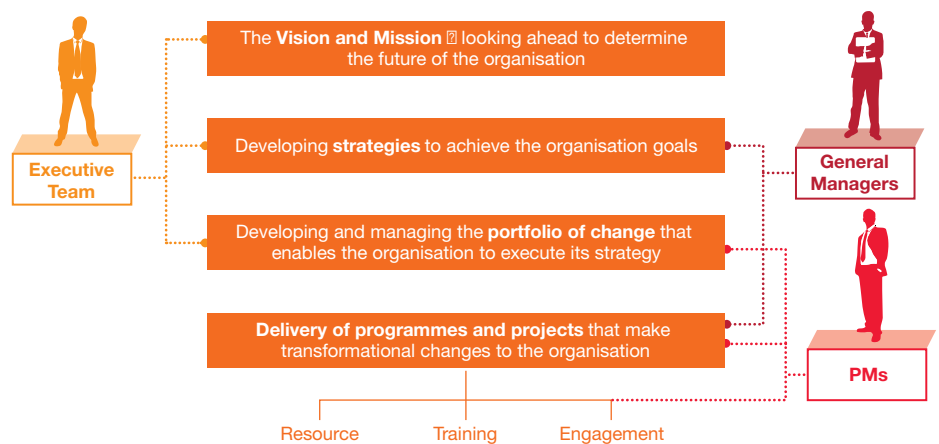 The Vision and Mission ⍰ looking ahead to determine
the future of the organisation
Developing strategies to achieve the organisation goals
Executive
Team
General
Managers
Developing and managing the portfolio of change that
enables the organisation to execute its strategy
Delivery of programmes and projects that make
transformational changes to the organisation
PMs
Resource
Training
Engagement